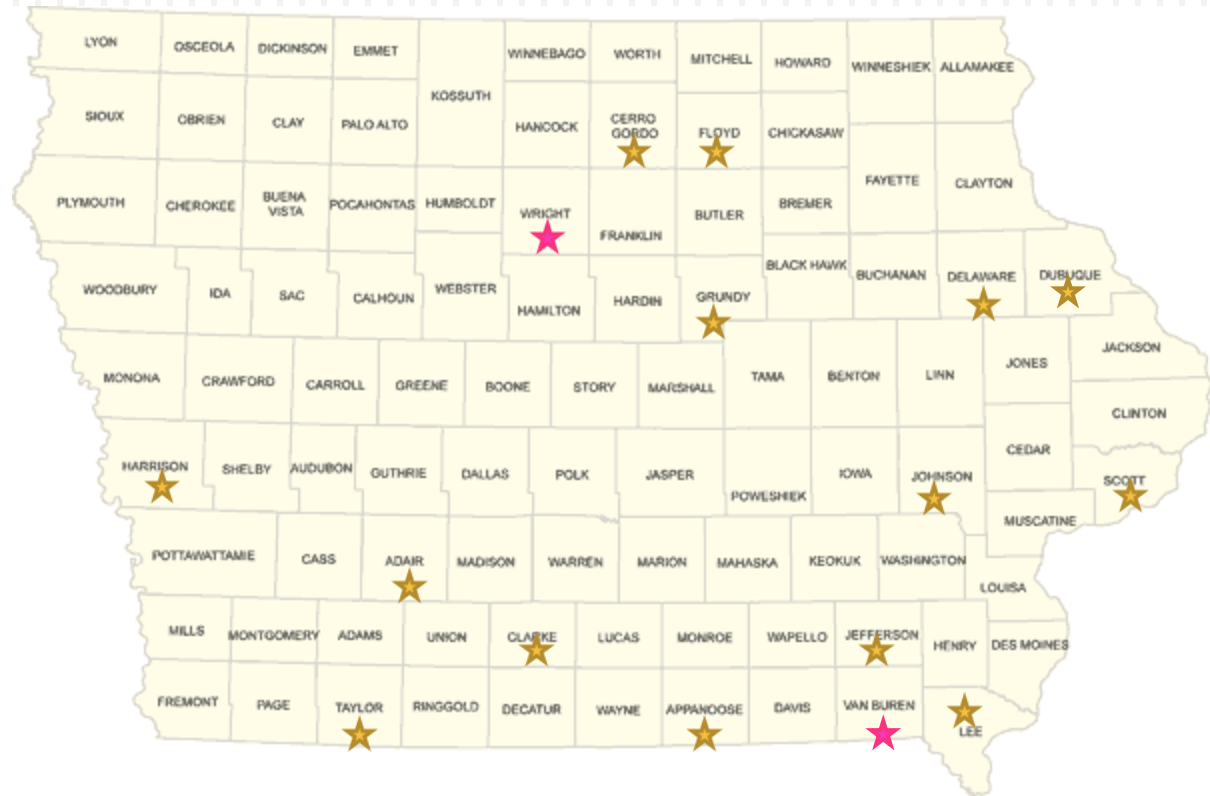 LYON
OSCEOLA
DICKINSON
EMMET
KOSSUTH
WINNEBAGO
WORTH
MITCHELL
HOWARD
WINNESHIEK
ALLAMAKEE
SIOUX
OBRIEN
CLAY
PALO ALTO
HANCOCK
CERRO
GORDO
FLOYD
CHICKASAW
FAYETTE
CLAYTON
PLYMOUTH
CHEROKEE
BUENA
VISTA
POCAHONTAS
HUMBOLDT
WRIGHT
FRANKLIN
BUTLER
BREMER
WOODBURY
IDA
SAC
CALHOUN
WEBSTER
HAMILTON
HARDIN
GRUNDY
BLACK HAWK
BUCHANAN
DELAWARE
DUBUQUE
MONONA
CRAWFORD
CARROLL
GREENE
BOONE
STORY
MARSHALL
TAMA
BENTON
LINN
JONES
JACKSON
CLINTON
HARRISON
SHELBY
AUDUBON
GUTHRIE
DALLAS
POLK
JASPER
POWESHIEK
IOWA
JOHNSON
CEDAR
SCOTT
MUSCATINE
POTTAWATTAMIE
CASS
ADAIR
MADISON
WARREN
MARION
MAHASKA
KEOKUK
WASHINGTON
LOUISA
MILLS
MONTGOMERY
ADAMS
UNION
CLARKE
LUCAS
MONROE
WAPELLO
JEFFERSON
HENRY
DES MOINES
FREMONT
PAGE
TAYLOR
RINGGOLD
DECATUR
WAYNE
APPANOOSE
DAVIS
VAN BUREN
LEE